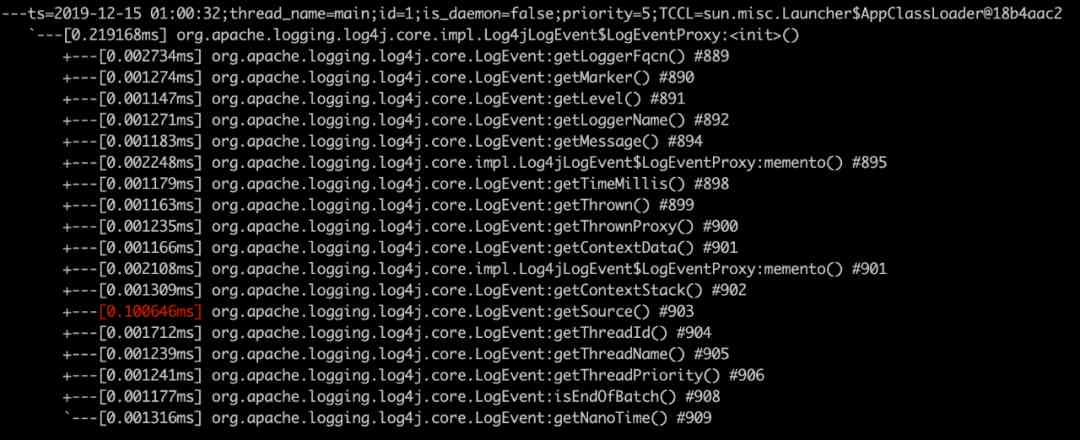 ---ts=2019-12-15 01:00:32;thread_name=main;id=1;is_daemon=false;priority=5;TCCL=sun.misc.Launcher$AppClassLoader@18b4aac2
`---[0.219168ms] org.apache.logging.log4j.core.impl.Log4jLogEvent$LogEventProxy:<init>()
+---[0.002734ms] org.apache.logging.log4j.core.LogEvent:getLoggerFqcn() #889
+---[0.001274ms] org.apache.logging.log4j.core.LogEvent:getMarker() #890
+---[0.001147ms] org.apache.logging.log4j.core.LogEvent:getLevel() #891
+---[0.001271ms] org.apache.logging.log4j.core.LogEvent:getLoggerName() #892
+---[0.001183ms] org.apache.logging.log4j.core.LogEvent:getMessage() #894
+---[0.002248ms] org.apache.logging.log4j.core.impl.Log4jLogEvent$LogEventProxy:memento() #895
+---[0.001179ms] org.apache.logging.log4j.core.LogEvent:getTimeMillis() #898
+---[0.001163ms] org.apache.logging.log4j.core.LogEvent:getThrown() #899
+---[0.001235ms] org.apache.logging.log4j.core.LogEvent:getThrownProxy() #900
+---[0.001166ms] org.apache.logging.log4j.core.LogEvent:getContextData() #901
+---[0.002108ms] org.apache.logging.log4j.core.impl.Log4jLogEvent$LogEventProxy:memento() #901
+---[0.001309ms] org.apache.logging.log4j.core.LogEvent:getContextStack() #902
+---[0.100646ms] org.apache.logging.log4j.core.LogEvent:getSource() #903
+---[0.001712ms] org.apache.logging.log4j.core.LogEvent:getThreadId() #904
+---[0.001239ms] org.apache.logging.log4j.core.LogEvent:getThreadName() #905
+---[0.001241ms] org.apache.logging.log4j.core.LogEvent:getThreadPriority() #906
+---[0.001177ms] org.apache.logging.log4j.core.LogEvent:isEndOfBatch() #908
`---[0.001316ms] org.apache.logging.log4j.core.LogEvent:getNanoTime() #909